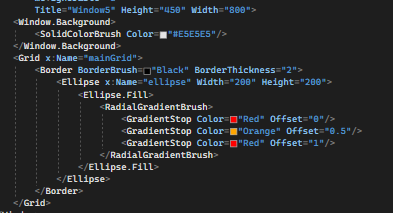 Title="Window5" Height="450" Width="800">
<Window.Background>
<SolidColorBrush Color="#E5E5E5"/>
</Window.Background>
<Grid x:Name="mainGrid">
<Border BorderBrush="Black" BorderThickness="2">
<Ellipse x:Name="ellipse" Width="200" Height="200">
<Ellipse.Fill>
<RadialGradientBrush>
<GradientStop Color="Red" Offset="0"/>
<GradientStop Color="Orange" Offset="0.5"/>
<GradientStop Color="Red" Offset="1"/>
</RadialGradientBrush>
</Ellipse.Fill>
</Ellipse>
</Border>
</Grid>